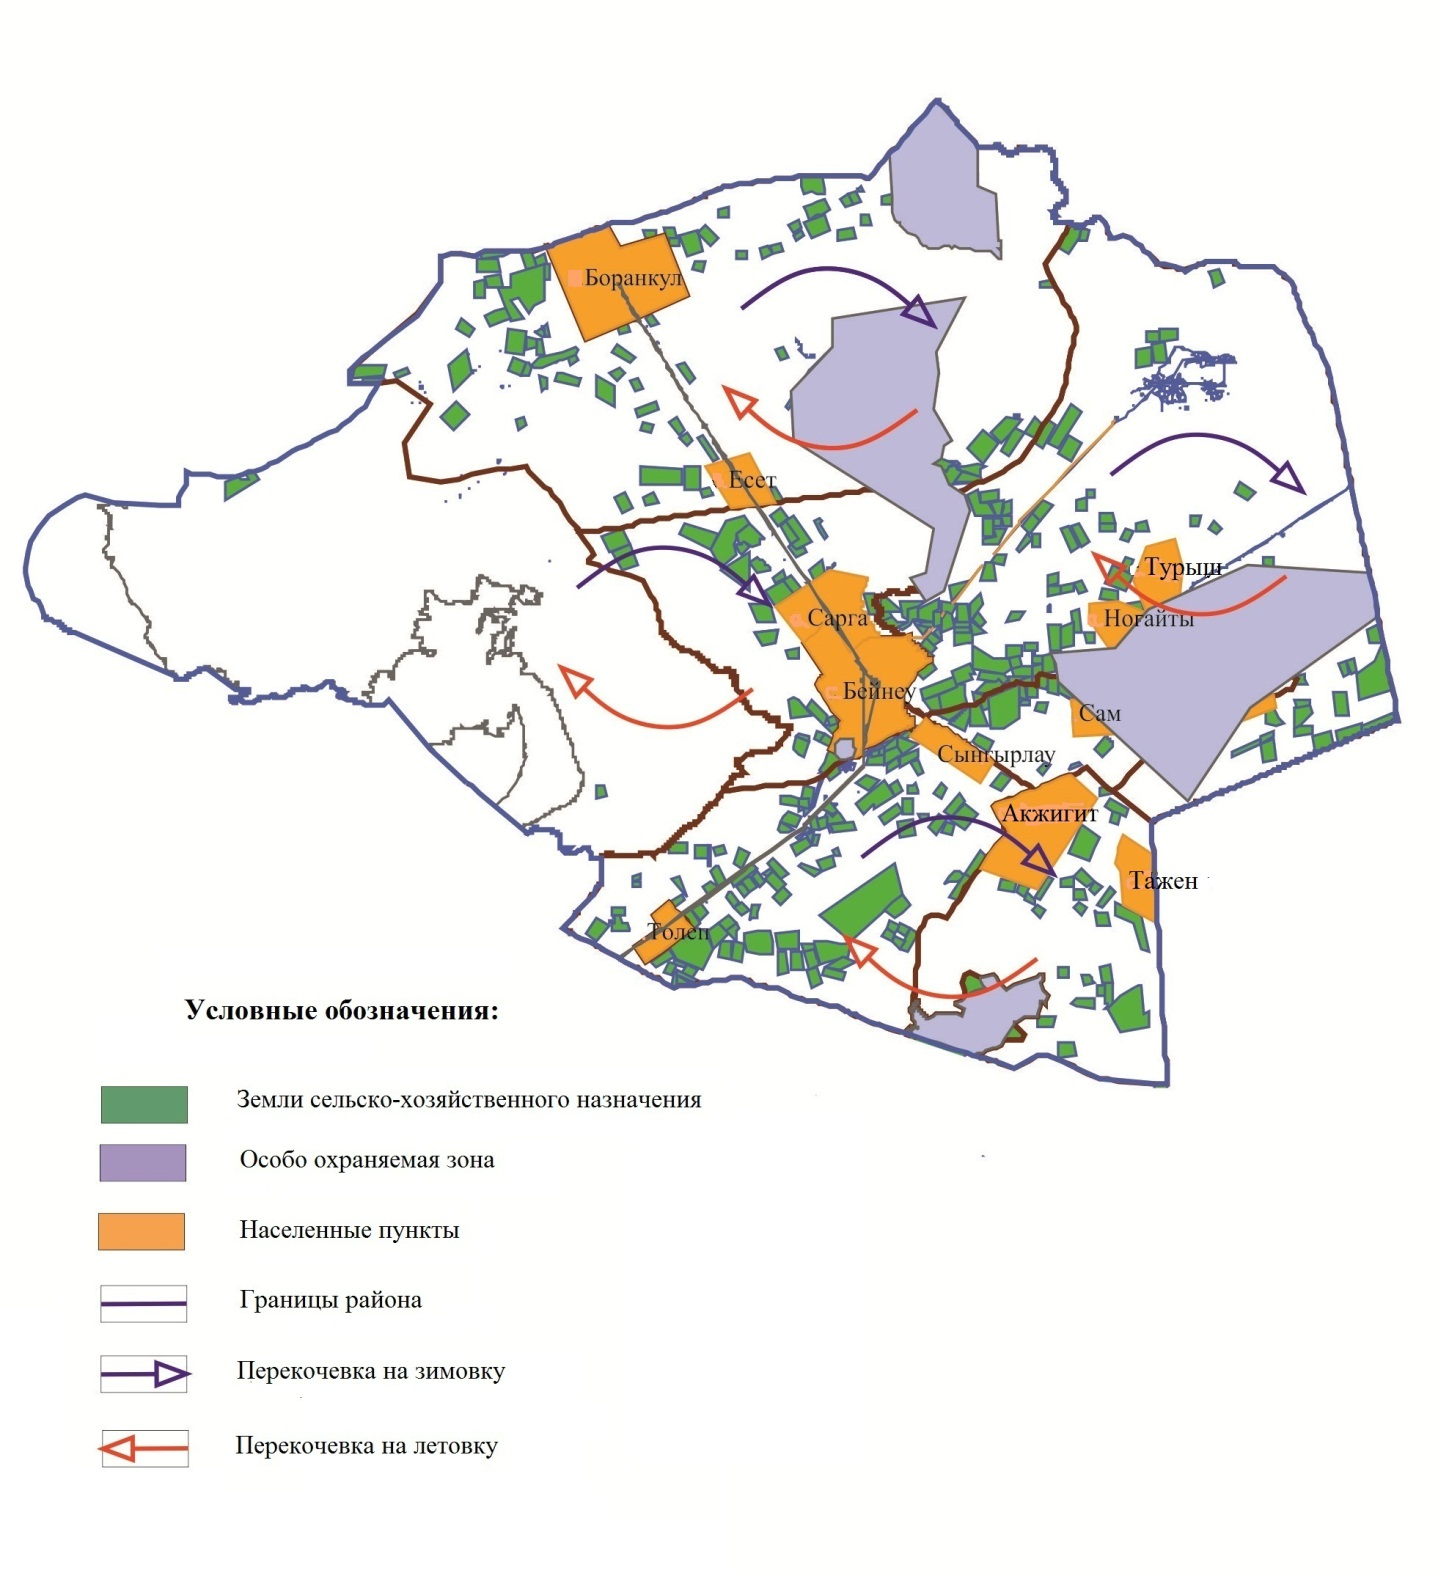 Боранкул
Есет
Турыш
Сарга
Ногайты
Бейнеу
Сам
Сынгырлау
Акжигит
Тажен
Толеп
Условные обозначения:
Земли сельско-хозяйственного назначения
Особо охраняемая зона
Населенные пункты
Границы района
Перекочевка на зимовку
Перекочевка на летовку